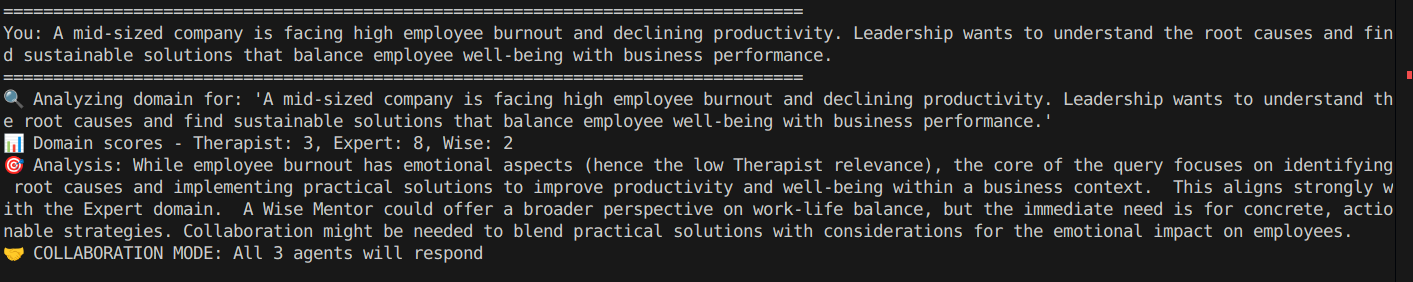 ================================================================================
You: A mid-sized company is facing high employee burnout and declining productivity. Leadership wants to understand the root causes and fin
d sustainable solutions that balance employee well-being with business performance.
================================================================================
🔍 Analyzing domain for: 'A mid-sized company is facing high employee burnout and declining productivity. Leadership wants to understand th
e root causes and find sustainable solutions that balance employee well-being with business performance.'
📊 Domain scores - Therapist: 3, Expert: 8, Wise: 2
🎯 Analysis: While employee burnout has emotional aspects (hence the low Therapist relevance), the core of the query focuses on identifying
 root causes and implementing practical solutions to improve productivity and well-being within a business context.  This aligns strongly w
ith the Expert domain.  A Wise Mentor could offer a broader perspective on work-life balance, but the immediate need is for concrete, actio
nable strategies. Collaboration might be needed to blend practical solutions with considerations for the emotional impact on employees.
🤝 COLLABORATION MODE: All 3 agents will respond